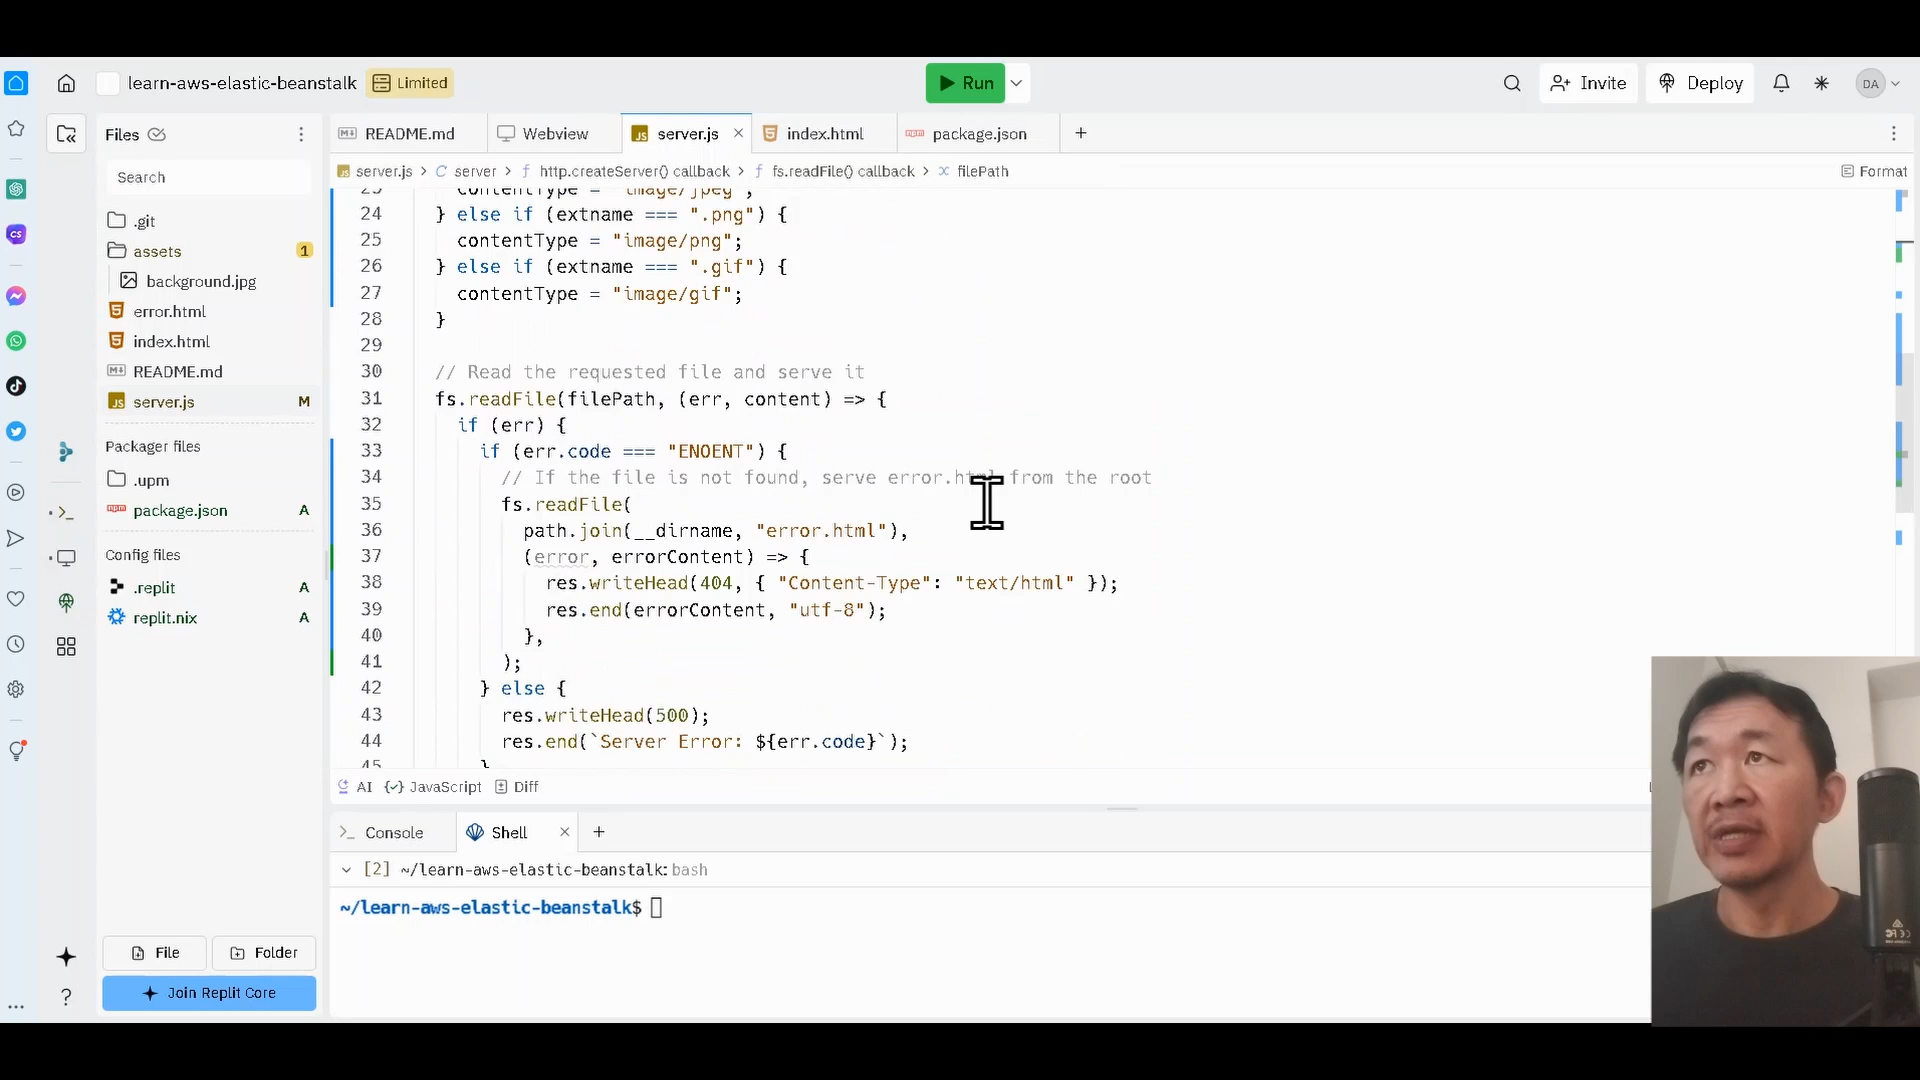 learn-aws-elastic-beanstalk Limited Run Invite Deploy DA
Files README.md Webview server.js index.html package.json
Search
server.js > server > http.createServer() callback > fs.readFile() callback > filePath Format
.git
assets 1
background.jpg
error.html
index.html
README.md
server.js M
Packager files
.upm
package.json A
Config files
.replit A
replit.nix A
File Folder
Join Replit Core
23 contentType = "image/jpeg";
24 } else if (extname === ".png") {
25 contentType = "image/png";
26 } else if (extname === ".gif") {
27 contentType = "image/gif";
28 }
29
30 // Read the requested file and serve it
31 fs.readFile(filePath, (err, content) => {
32 if (err) {
33 if (err.code === "ENOENT") {
34 // If the file is not found, serve error.html from the root
35 fs.readFile(
36 path.join(__dirname, "error.html"),
37 (error, errorContent) => {
38 res.writeHead(404, { "Content-Type": "text/html" });
39 res.end(errorContent, "utf-8");
40 },
41 );
42 } else {
43 res.writeHead(500);
44 res.end(`Server Error: ${err.code}`);
45 }
AI JavaScript Diff
Console Shell
[2] ~/learn-aws-elastic-beanstalk: bash
~/learn-aws-elastic-beanstalk$